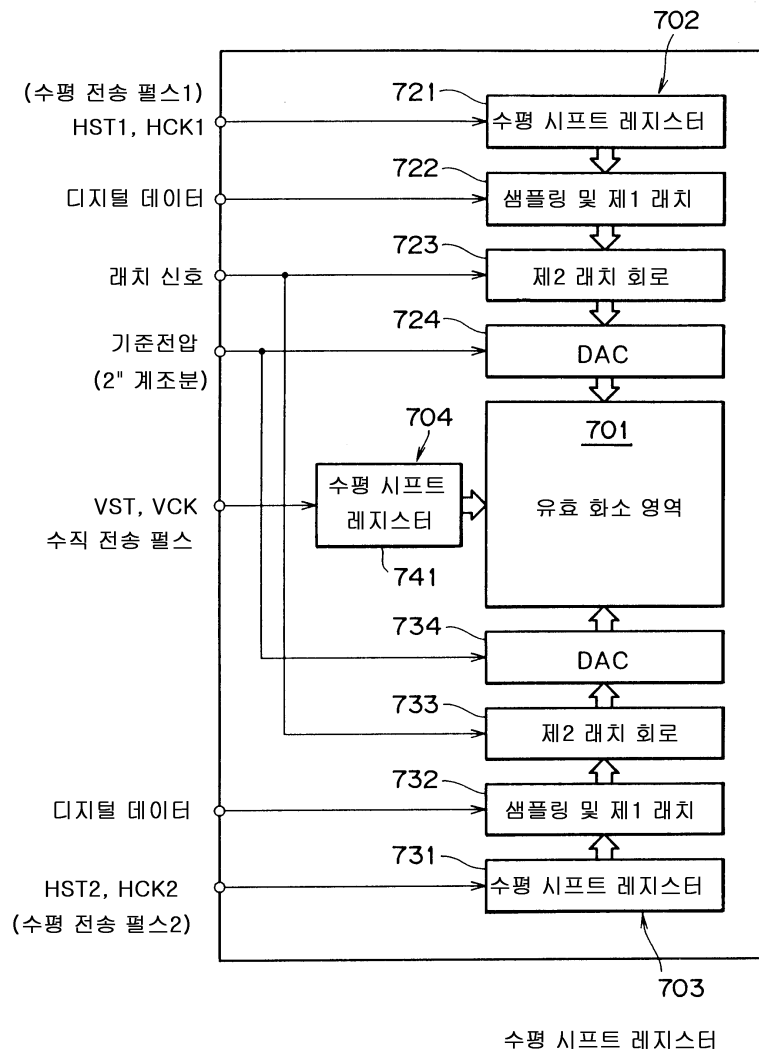 702
(수평 전송 펄스1)
HST1, HCK1
721
수평 시프트 레지스터
722
디지털 데이터
샘플링 및 제1 래치
723
래치 신호
제2 래치 회로
724
기준전압
(2" 계조분)
DAC
701
유효 화소 영역
704
수평 시프트
레지스터
741
VST, VCK
수직 전송 펄스
734
DAC
733
제2 래치 회로
732
디지털 데이터
샘플링 및 제1 래치
731
HST2, HCK2
(수평 전송 펄스2)
수평 시프트 레지스터
703
수평 시프트 레지스터